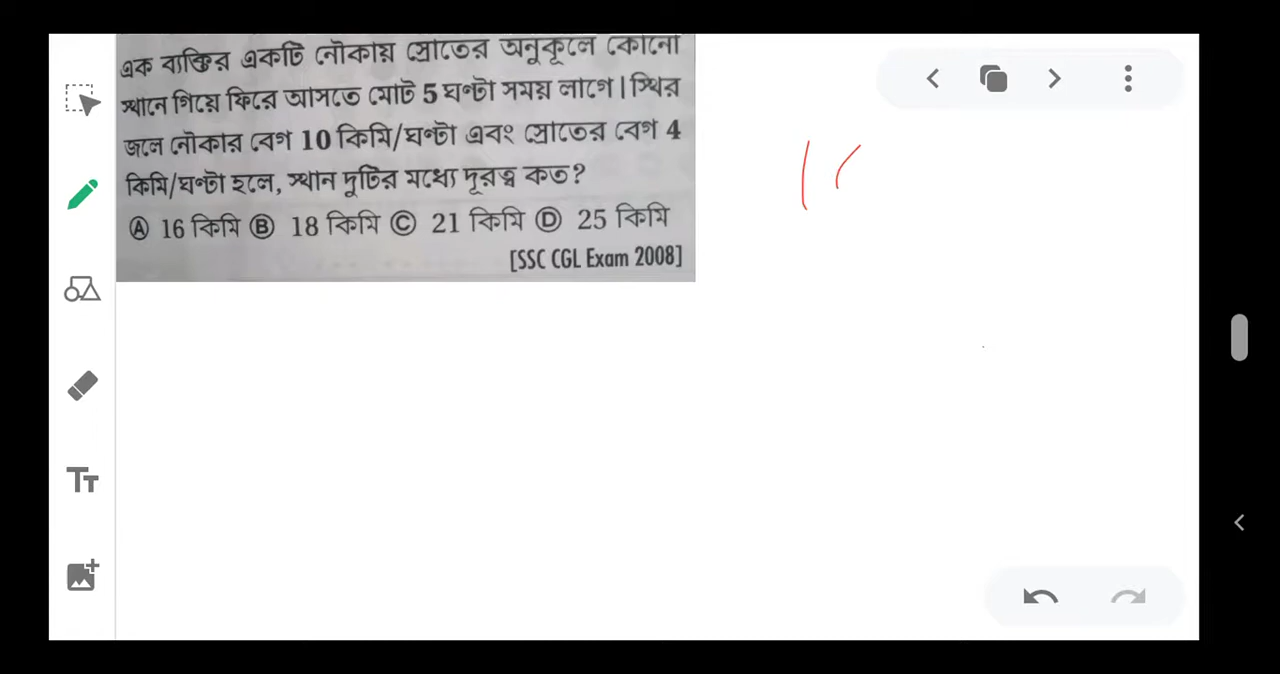 এক ব্যক্তির একটি নৌকায় স্রোতের অনুকূলে কোনো
স্থানে গিয়ে ফিরে আসতে মোট 5 ঘণ্টা সময় লাগে। স্থির
জলে নৌকার বেগ 10 কিমি/ঘণ্টা এবং স্রোতের বেগ 4
কিমি/ঘণ্টা হলে, স্থান দুটির মধ্যে দূরত্ব কত?
Ⓐ 16 কিমি Ⓑ 18 কিমি Ⓒ 21 কিমি Ⓓ 25 কিমি
[SSC CGL Exam 2008]
Tт